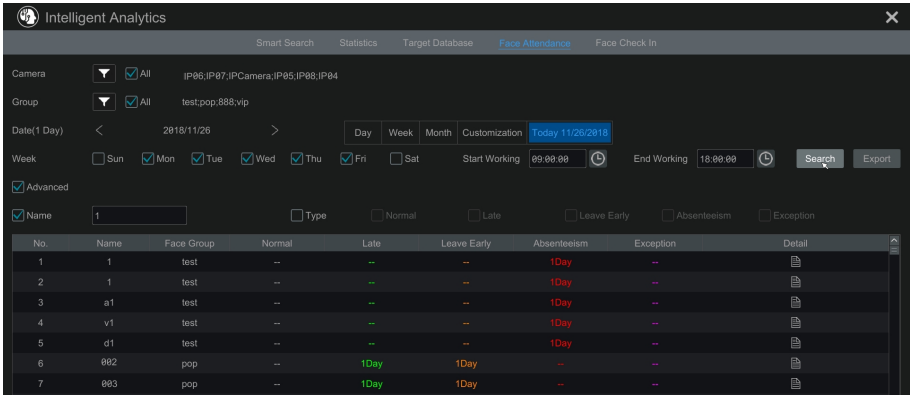 Intelligent Analytics
Smart Search Statistics Target Database Face Attendance Face Check In
Camera All IP06;IP07;IPCamera;IP05;IP08;IP04
Group All test;pop;888;vip
Date(1 Day) < 2018/11/26 > Day Week Month Customization Today 11/26/2018
Week Sun Mon Tue Wed Thu Fri Sat Start Working 09:00:00 End Working 18:00:00 Search Export
Advanced
Name 1 Type Normal Late Leave Early Absenteeism Exception
No. Name Face Group Normal Late Leave Early Absenteeism Exception Detail
1 1 test -- -- -- 1Day --
2 1 test -- -- -- 1Day --
3 a1 test -- -- -- 1Day --
4 v1 test -- -- -- 1Day --
5 d1 test -- -- -- 1Day --
6 002 pop -- 1Day 1Day -- --
7 003 pop -- 1Day 1Day -- --